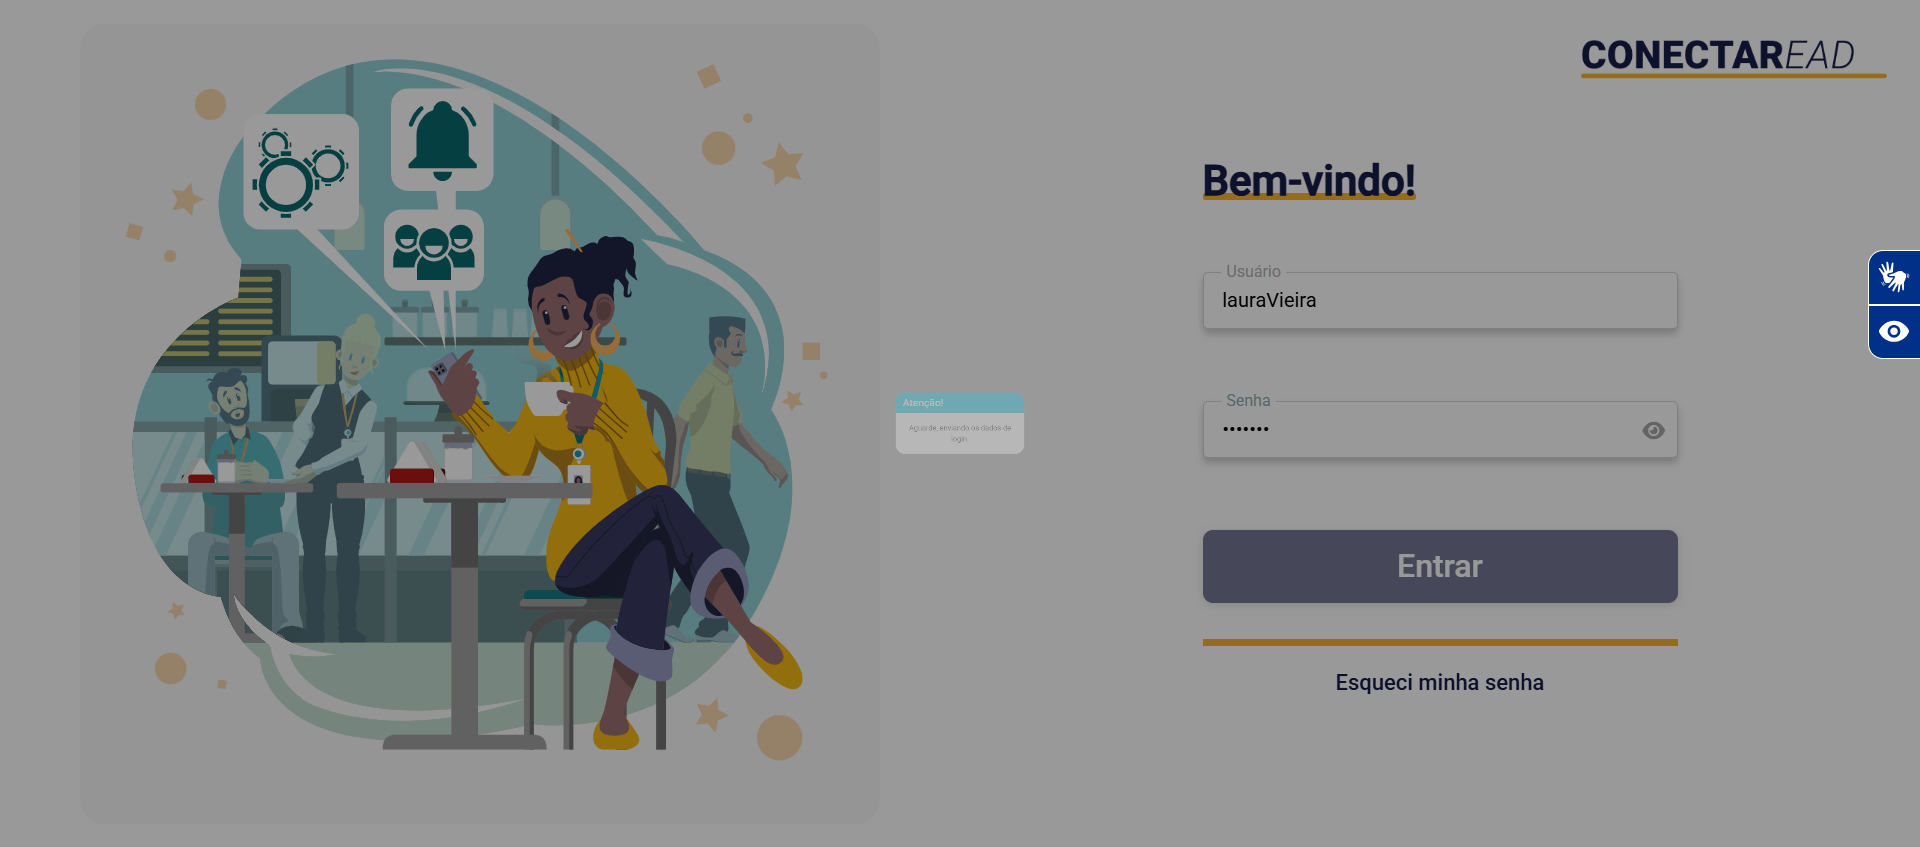 CONECTAREAD
Bem-vindo!
Usuário
lauraVieira
Atenção!
Aguarde, enviando os dados de
login.
Senha
•••••••
Entrar
Esqueci minha senha